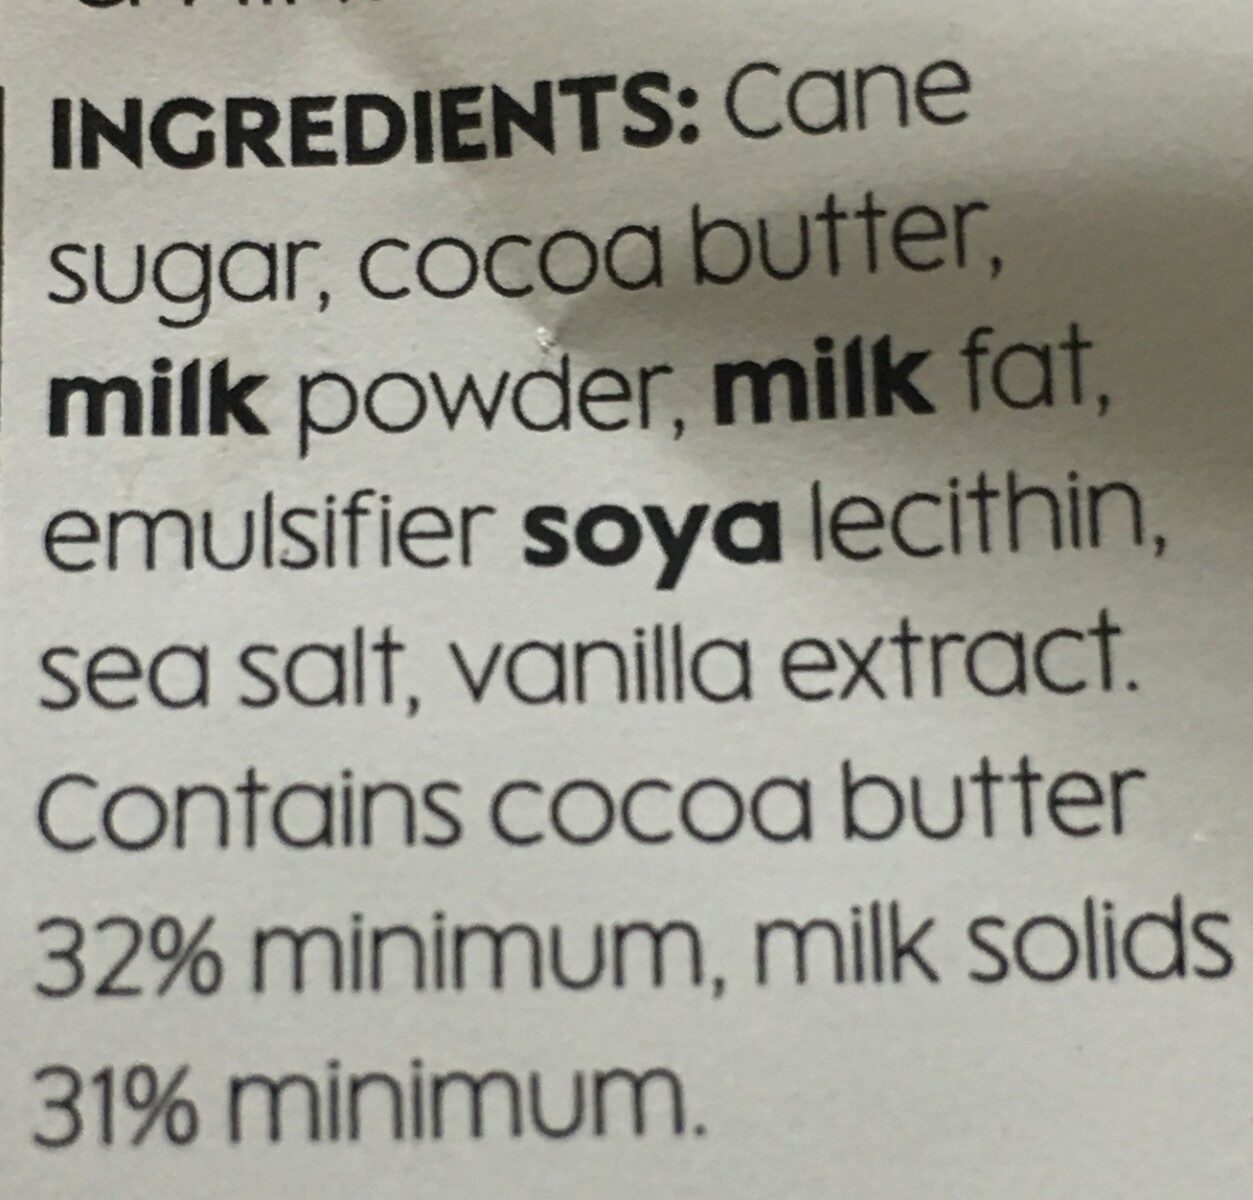 INGREDIENTS: Cane
sugar, cocoa butter,
milk powder, milk fat,
emulsifier soya lecithin,
sea salt, vanilla extract.
Contains cocoa butter
32% minimum, milk solids
31% minimum.